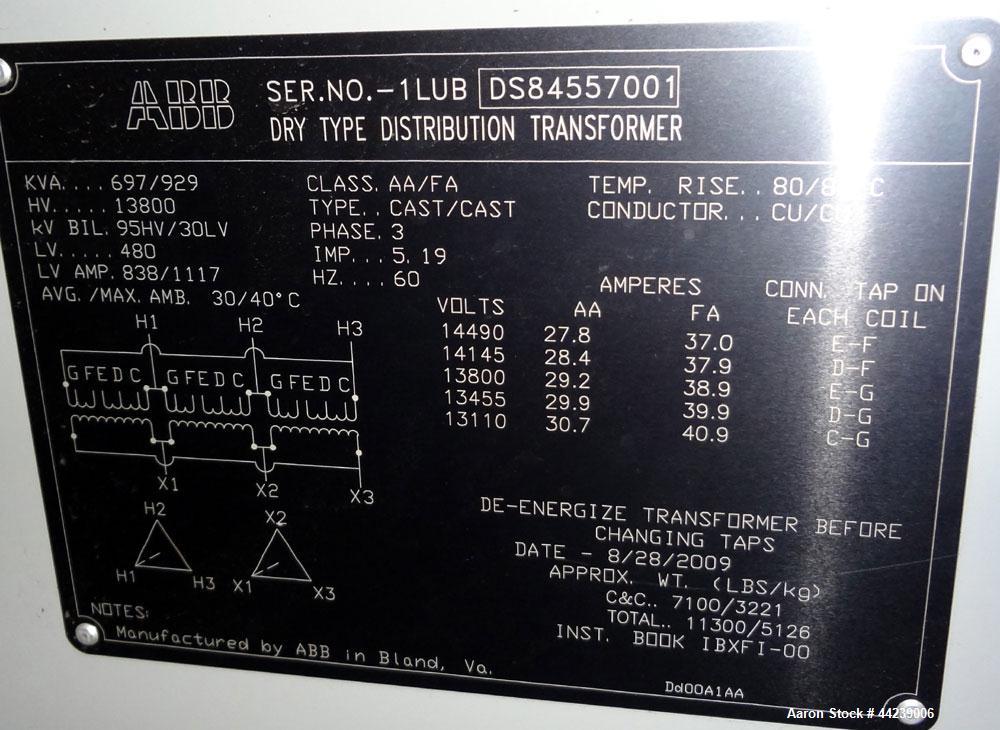 ABB
SER.NO.-1LUB DS84557001
DRY TYPE DISTRIBUTION TRANSFORMER
KVA.... 697/929
HV..... 13800
kV BIL. 95HV/30LV
LV..... 480
LV AMP. 838/1117
AVG. /MAX. AMB. 30/40°C
CLASS. AA/FA
TYPE.. CAST/CAST
PHASE. 3
IMP... 5. 19
HZ.... 60
TEMP. RISE.. 80/8 C
CONDUCTOR... CU/
AMPERES CONN. TAP ON
VOLTS AA FA EACH COIL
14490 27.8 37.0 E-F
14145 28.4 37.9 D-F
13800 29.2 38.9 E-G
13455 29.9 39.9 D-G
13110 30.7 40.9 C-G
H1 H2 H3
G F E D C G F E D C G F E D C
X1 X2 X3
H2 X2
H1 H3 X1 X3
DE-ENERGIZE TRANSFORMER BEFORE
CHANGING TAPS
DATE - 8/28/2009
APPROX. WT. (LBS/kg)
C&C.. 7100/3221
TOTAL.. 11300/5126
INST. BOOK IBXFI-00
NOTES:
Manufactured by ABB in Bland, Va.
Dd00A1AA
Aaron Stock # 44239006